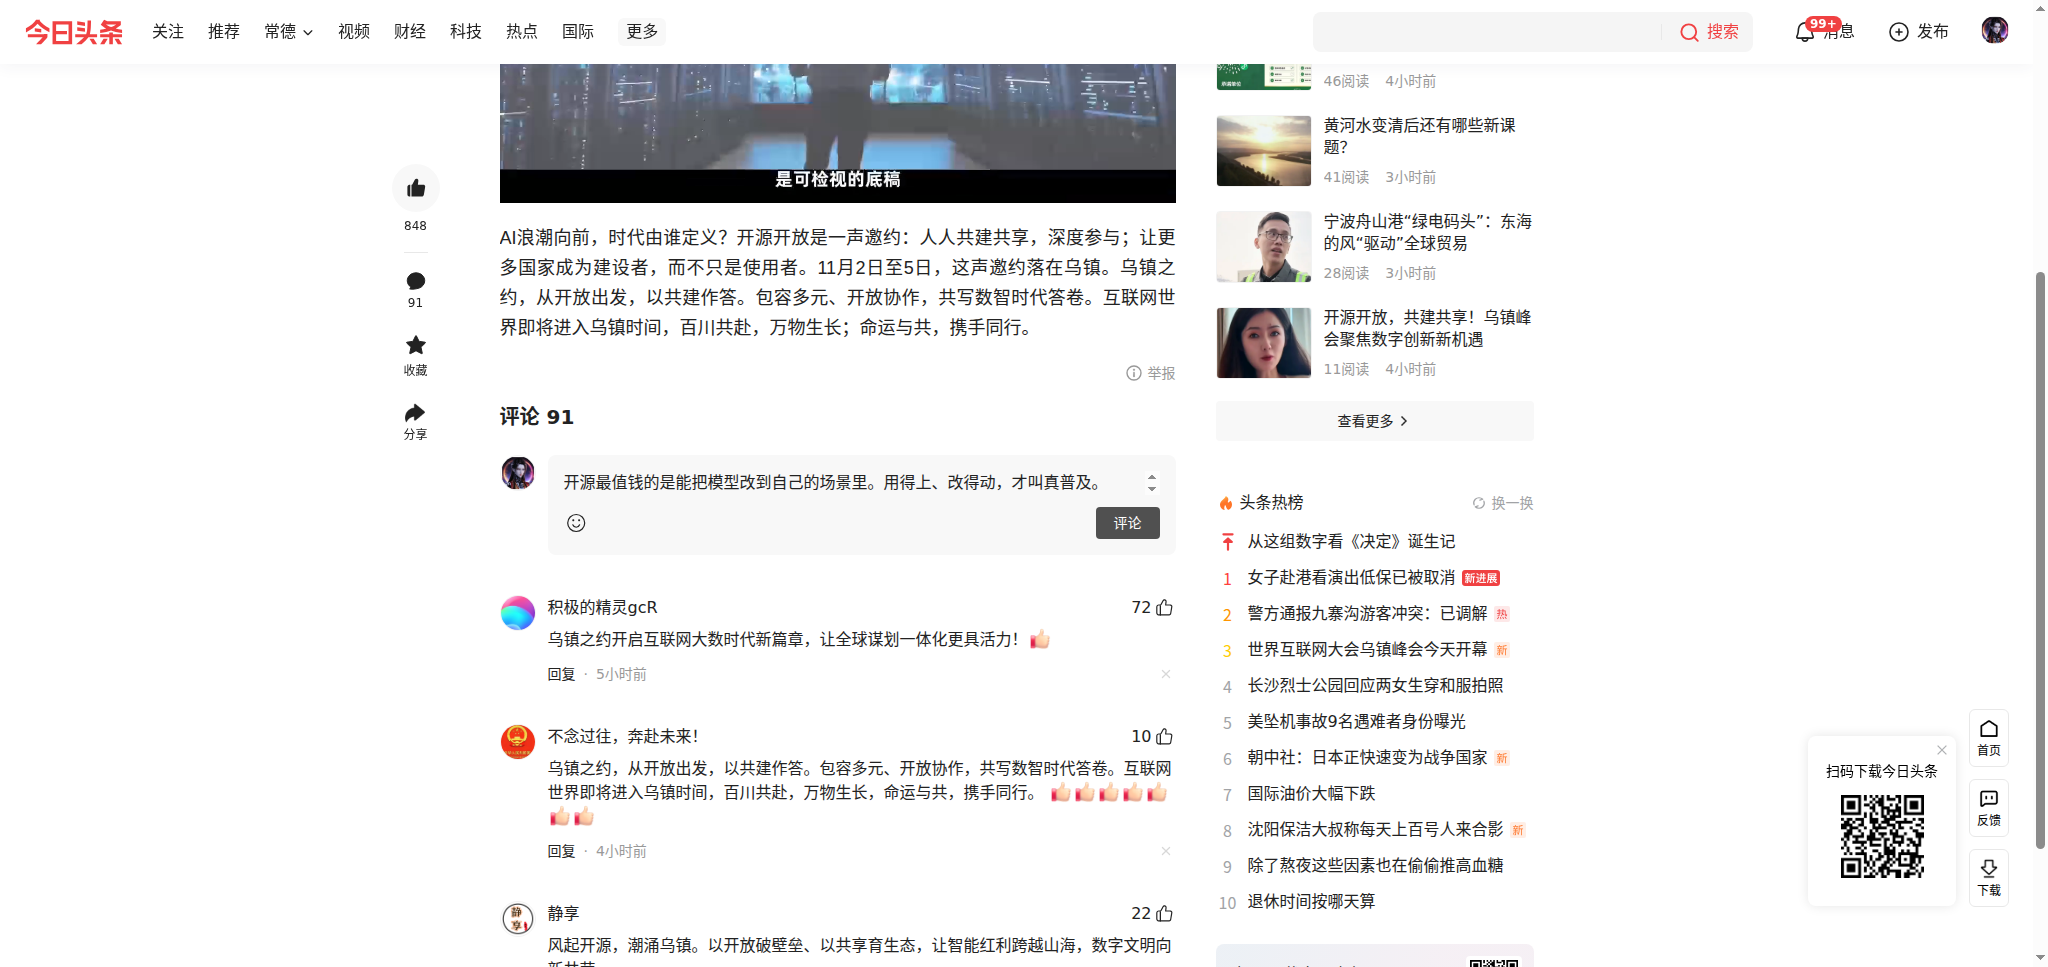 今日头条
关注
推荐
常德
视频
财经
科技
热点
国际
更多
搜索
99+
消息
发布
是可检视的底稿
848
91
收藏
分享
AI浪潮向前，时代由谁定义？开源开放是一声邀约：人人共建共享，深度参与；让更
多国家成为建设者，而不只是使用者。11月2日至5日，这声邀约落在乌镇。乌镇之
约，从开放出发，以共建作答。包容多元、开放协作，共写数智时代答卷。互联网世
界即将进入乌镇时间，百川共赴，万物生长；命运与共，携手同行。
举报
评论 91
开源最值钱的是能把模型改到自己的场景里。用得上、改得动，才叫真普及。
评论
积极的精灵gcR
72
乌镇之约开启互联网大数时代新篇章，让全球谋划一体化更具活力！
回复 · 5小时前
不念过往，奔赴未来！
10
乌镇之约，从开放出发，以共建作答。包容多元、开放协作，共写数智时代答卷。互联网
世界即将进入乌镇时间，百川共赴，万物生长，命运与共，携手同行。
回复 · 4小时前
静享
静享
22
风起开源，潮涌乌镇。以开放破壁垒、以共享育生态，让智能红利跨越山海，数字文明向
46阅读 4小时前
黄河水变清后还有哪些新课
题？
41阅读 3小时前
宁波舟山港“绿电码头”：东海
的风“驱动”全球贸易
28阅读 3小时前
开源开放，共建共享！乌镇峰
会聚焦数字创新新机遇
11阅读 4小时前
查看更多
头条热榜
换一换
从这组数字看《决定》诞生记
1 女子赴港看演出低保已被取消 新进展
2 警方通报九寨沟游客冲突：已调解 热
3 世界互联网大会乌镇峰会今天开幕 新
4 长沙烈士公园回应两女生穿和服拍照
5 美坠机事故9名遇难者身份曝光
6 朝中社：日本正快速变为战争国家 新
7 国际油价大幅下跌
8 沈阳保洁大叔称每天上百号人来合影 新
9 除了熬夜这些因素也在偷偷推高血糖
10 退休时间按哪天算
扫码下载今日头条
首页
反馈
下载